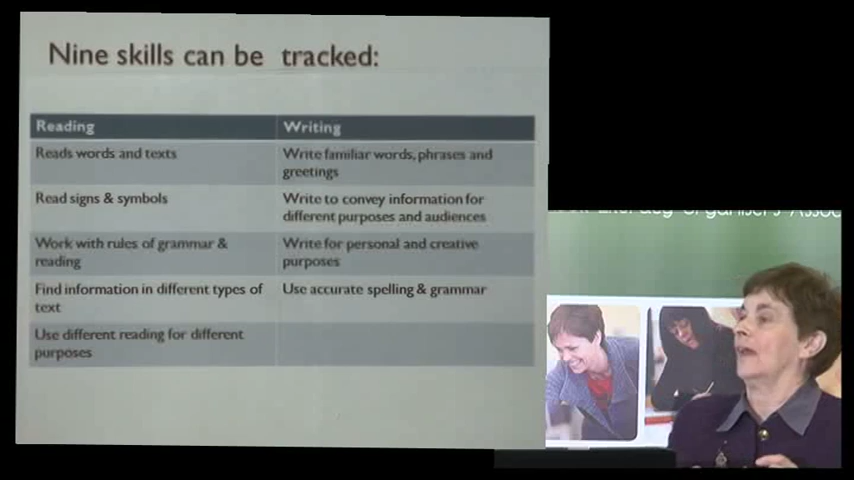 Nine skills can be tracked:
Reading
Writing
Reads words and texts
Write familiar words, phrases and
greetings
Read signs & symbols
Write to convey information for
different purposes and audiences
Work with rules of grammar &
reading
Write for personal and creative
purposes
Find information in different types of
text
Use accurate spelling & grammar
Use different reading for different
purposes
Literacy Organisers Assoc